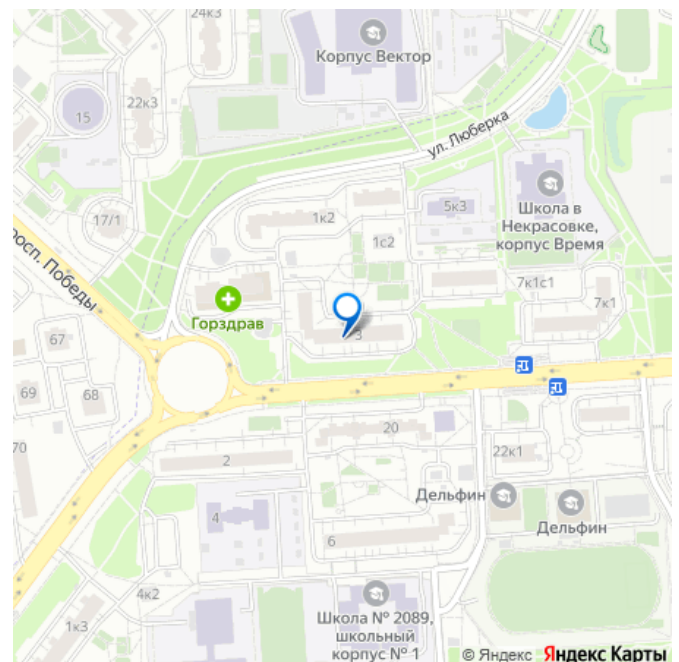 24к3
Корпус Вектор
22к3
15
ул. Люберка
17/1
1к2
5к3
Школа в
Некрасовке,
корпус Время
1с2
росп. Победы
7к1с1
7к1
Горздрав
3
67
69
68
70
20
2
22к1
Дельфин
Дельфин
4
6
4к2
1к3
Школа № 2089,
школьный
корпус № 1
© Яндекс Яндекс Карты